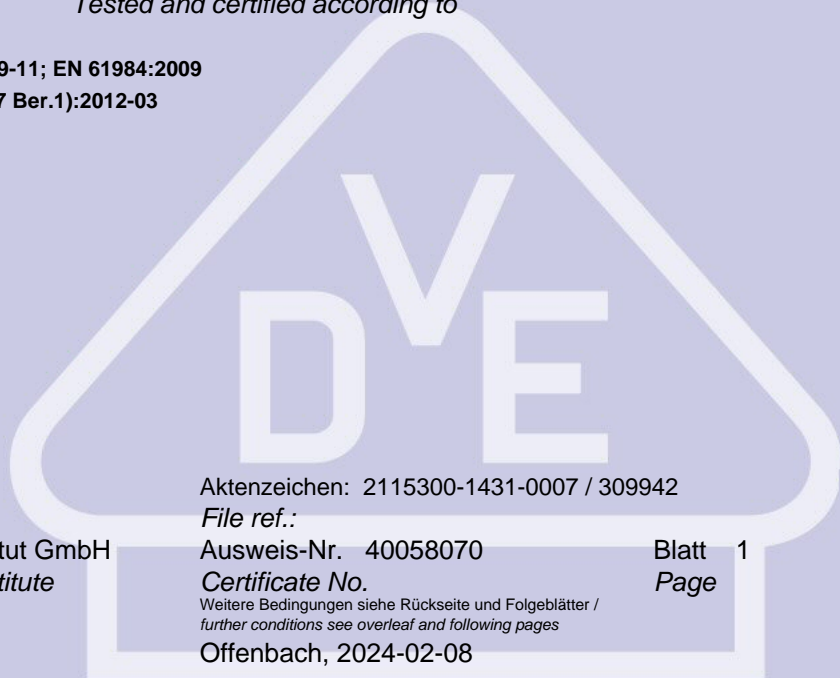 Tested and certified according to
9-11; EN 61984:2009
7 Ber.1):2012-03
VDE
Aktenzeichen: 2115300-1431-0007 / 309942
File ref.:
tut GmbH Ausweis-Nr. 40058070 Blatt 1
titute Certificate No. Page
Weitere Bedingungen siehe Rückseite und Folgeblätter /
further conditions see overleaf and following pages
Offenbach, 2024-02-08